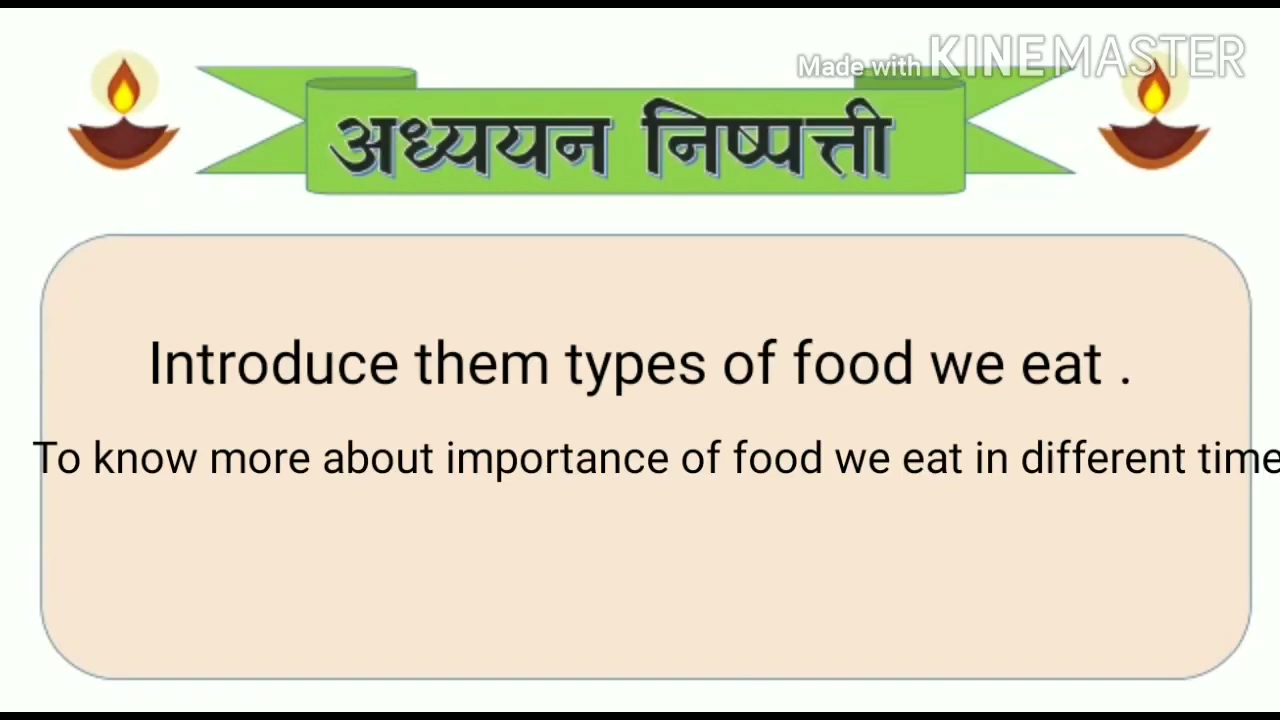 Made with KINEMASTER
अध्ययन निष्पत्ती
Introduce them types of food we eat .
To know more about importance of food we eat in different time